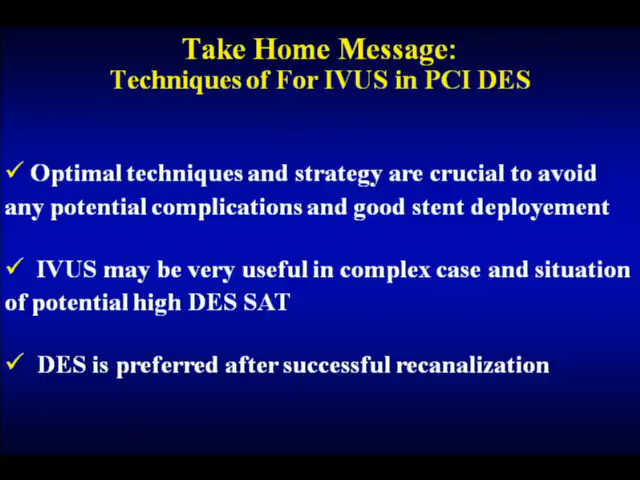 Take Home Message:
Techniques of For IVUS in PCI DES
✓ Optimal techniques and strategy are crucial to avoid
any potential complications and good stent deployement
✓ IVUS may be very useful in complex case and situation
of potential high DES SAT
✓ DES is preferred after successful recanalization